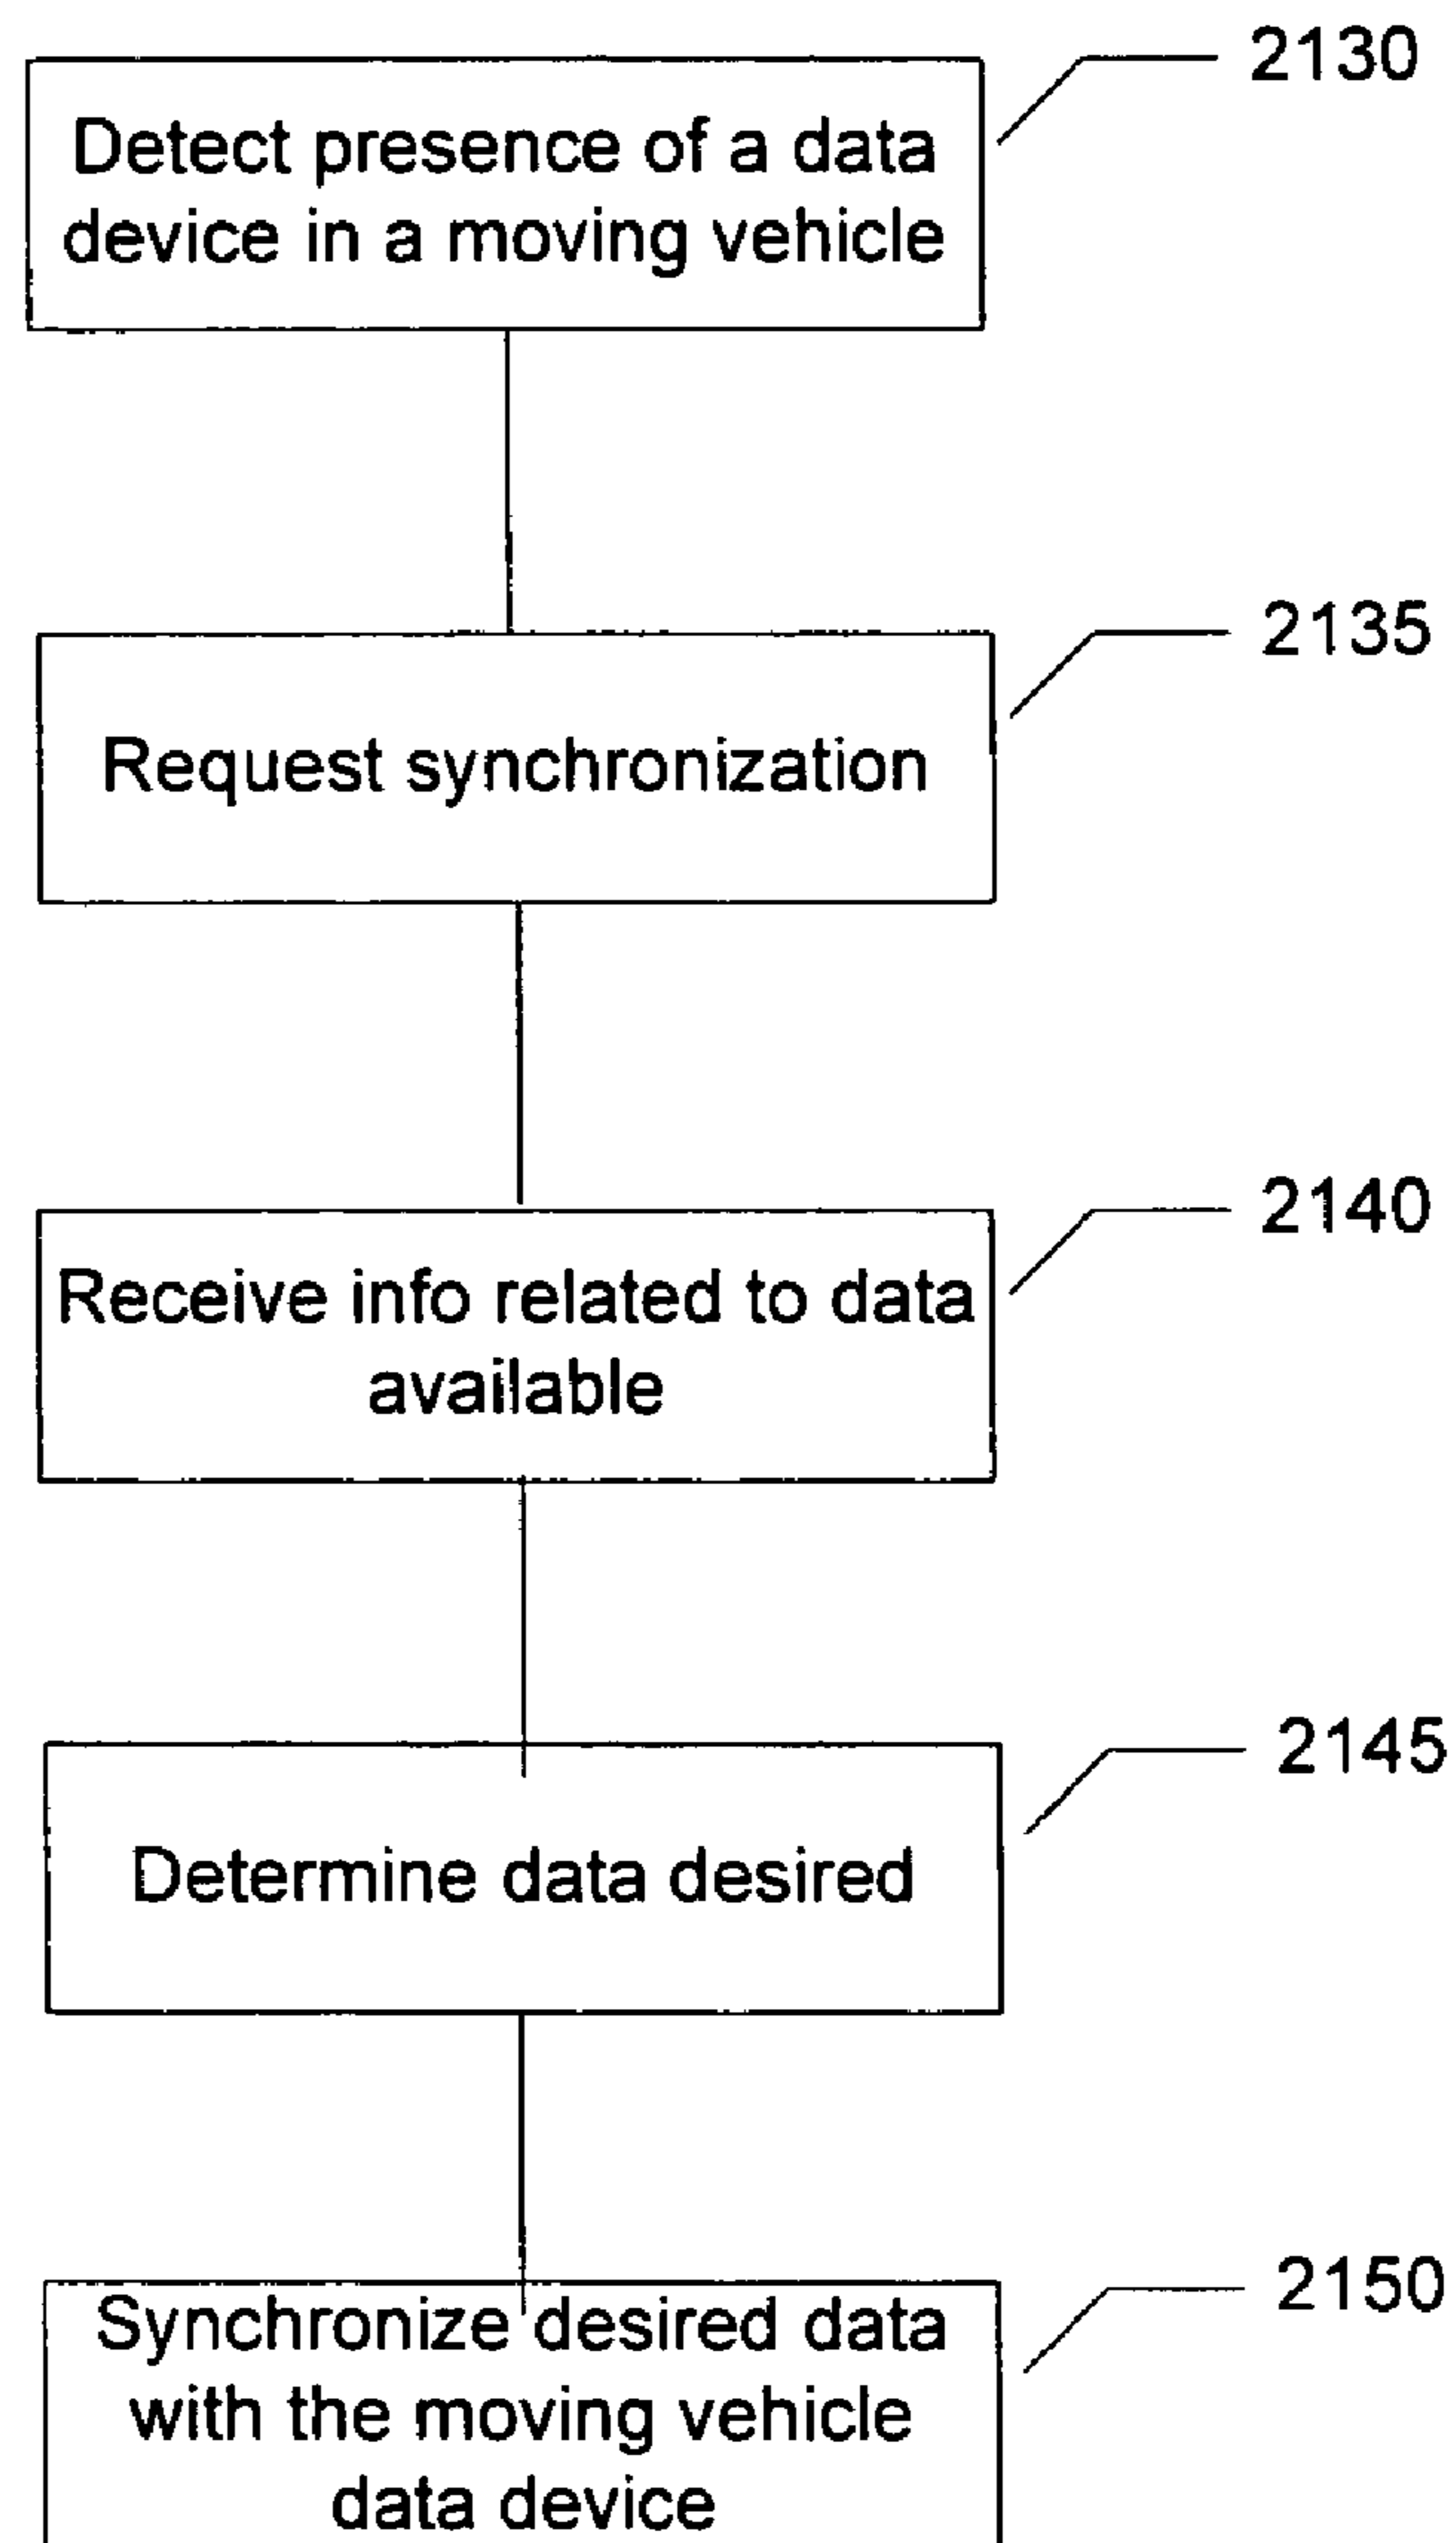 2130
Detect presence of a data
device in a moving vehicle
2135
Request synchronization
2140
Receive info related to data
available
2145
Determine data desired
2150
Synchronize desired data
with the moving vehicle
data device